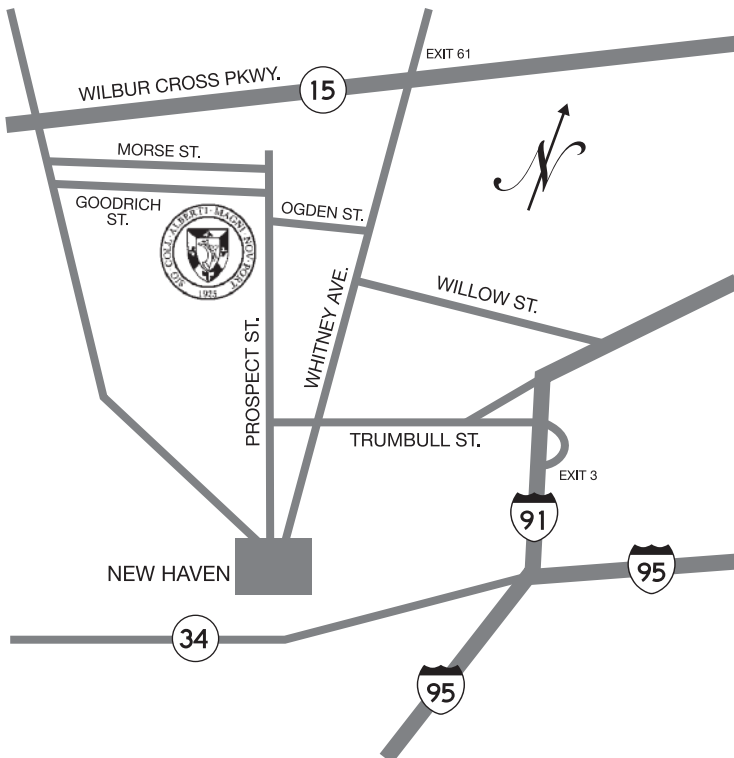 EXIT 61
WILBUR CROSS PKWY.
15
MORSE ST.
GOODRICH
ST.
OGDEN ST.
N
SIG·COLL·ALBERTI·MAGNI·NOV·PORT
1925
WILLOW ST.
WHITNEY AVE.
PROSPECT ST.
TRUMBULL ST.
EXIT 3
91
95
NEW HAVEN
34
95